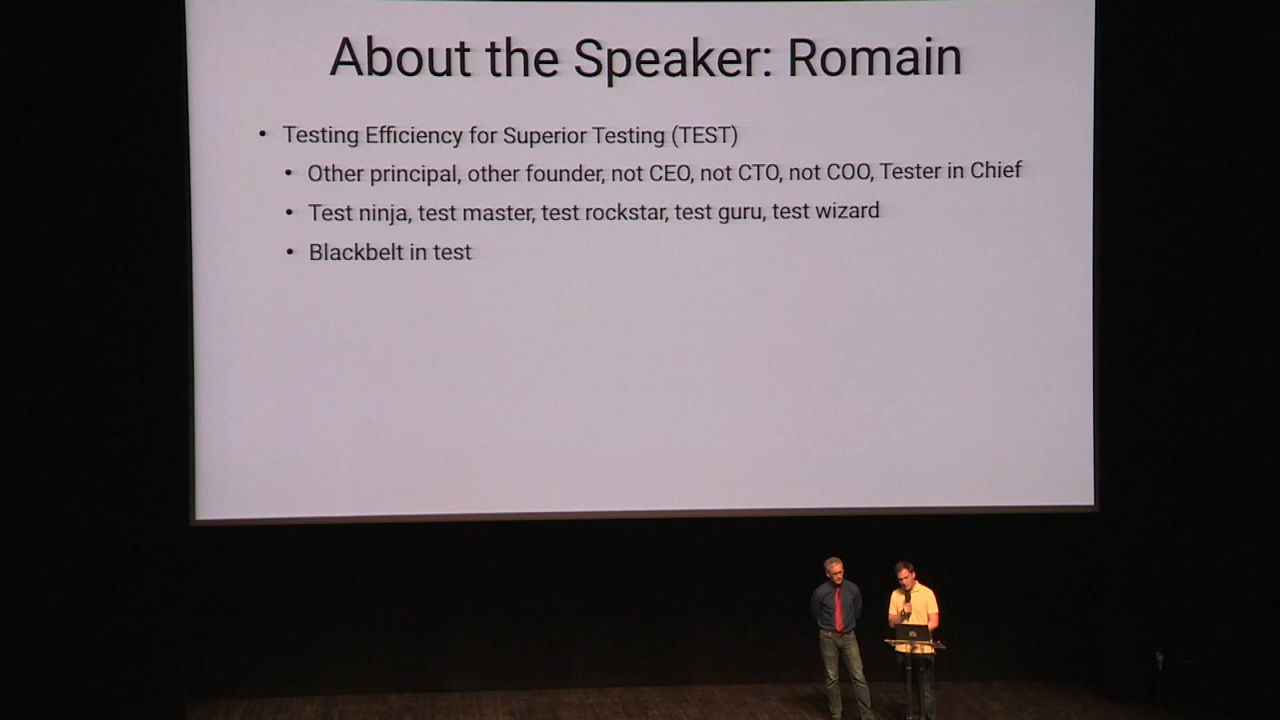 About the Speaker: Romain
• Testing Efficiency for Superior Testing (TEST)
• Other principal, other founder, not CEO, not CTO, not COO, Tester in Chief
• Test ninja, test master, test rockstar, test guru, test wizard
• Blackbelt in test